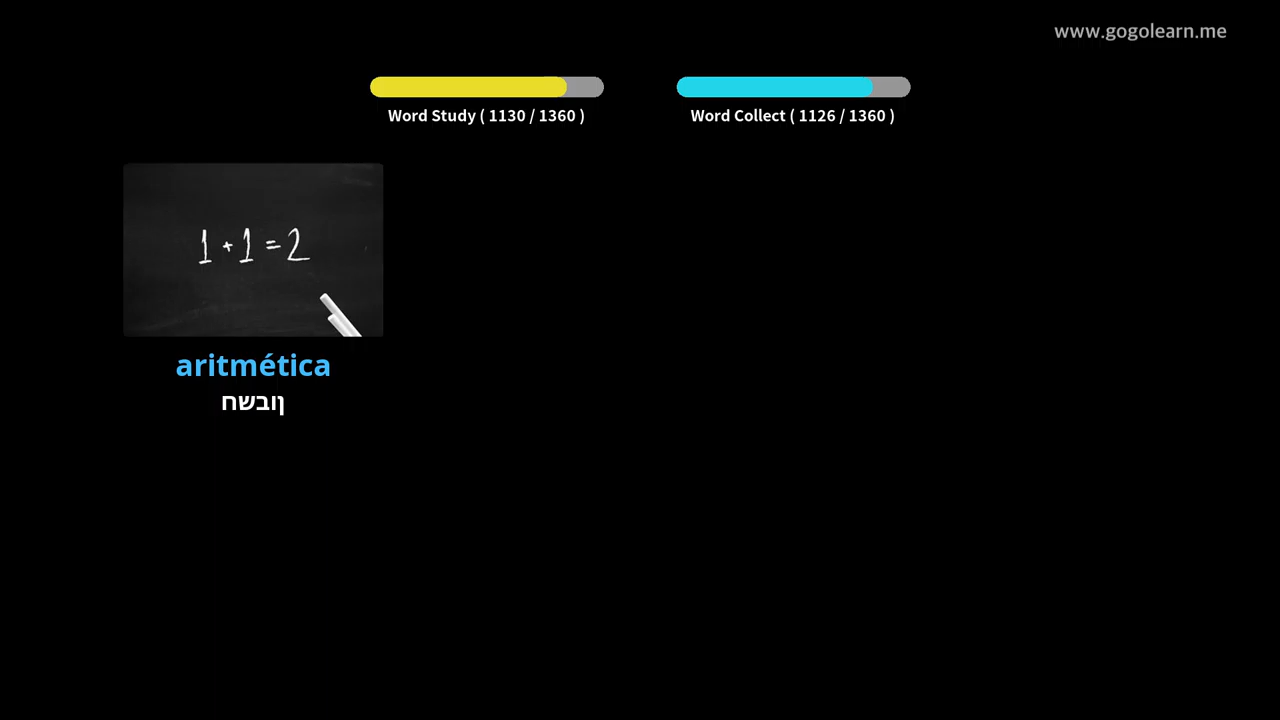 www.gogolearn.me
Word Study ( 1130 / 1360 )
Word Collect ( 1126 / 1360 )
1 + 1 = 2
aritmética
חשבון